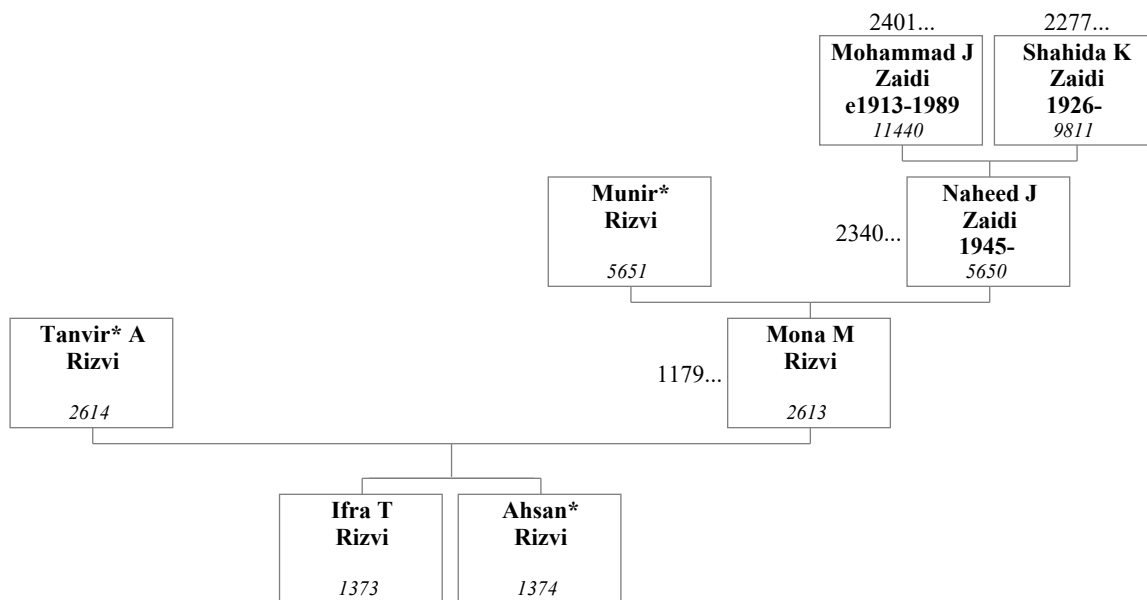 2401...
2277...
Mohammad J
Zaidi
e1913-1989
11440
Shahida K
Zaidi
1926-
9811
Munir*
Rizvi
5651
2340...
Naheed J
Zaidi
1945-
5650
Tanvir* A
Rizvi
2614
1179...
Mona M
Rizvi
2613
Ifra T
Rizvi
1373
Ahsan*
Rizvi
1374